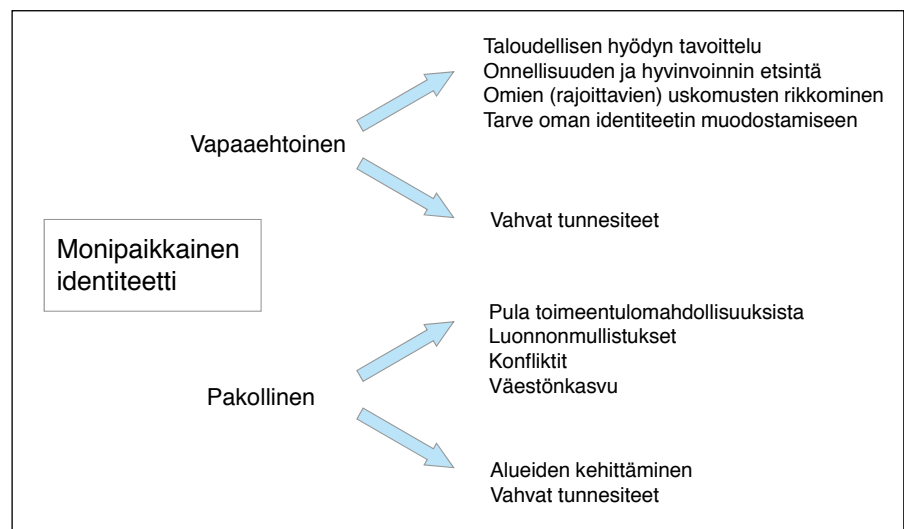 Monipaikkainen
identiteetti
Vapaaehtoinen
Taloudellisen hyödyn tavoittelu
Onnellisuuden ja hyvinvoinnin etsintä
Omien (rajoittavien) uskomusten rikkominen
Tarve oman identiteetin muodostamiseen
Vahvat tunnesiteet
Pakollinen
Pula toimeentulomahdollisuuksista
Luonnonmullistukset
Konfliktit
Väestönkasvu
Alueiden kehittäminen
Vahvat tunnesiteet